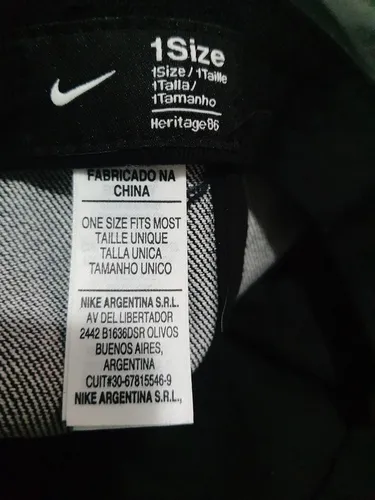 1Size
1Size / 1Taille
1Talla/
1Tamanho
Heritage86
FABRICADO NA
CHINA
ONE SIZE FITS MOST
TAILLE UNIQUE
TALLA UNICA
TAMANHO UNICO
NIKE ARGENTINA S.R.L.
AV DEL LIBERTADOR
2442 B1636DSR OLIVOS
BUENOS AIRES,
ARGENTINA
CUIT#30-67815546-9
NIKE ARGENTINA S.R.L.,